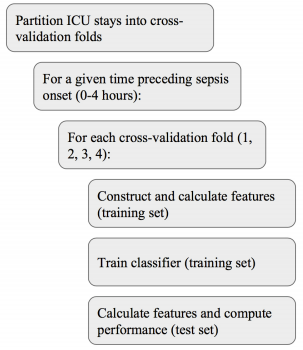 Partition ICU stays into cross-
validation folds
For a given time preceding sepsis
onset (0-4 hours):
For each cross-validation fold (1,
2, 3, 4):
Construct and calculate features
(training set)
Train classifier (training set)
Calculate features and compute
performance (test set)